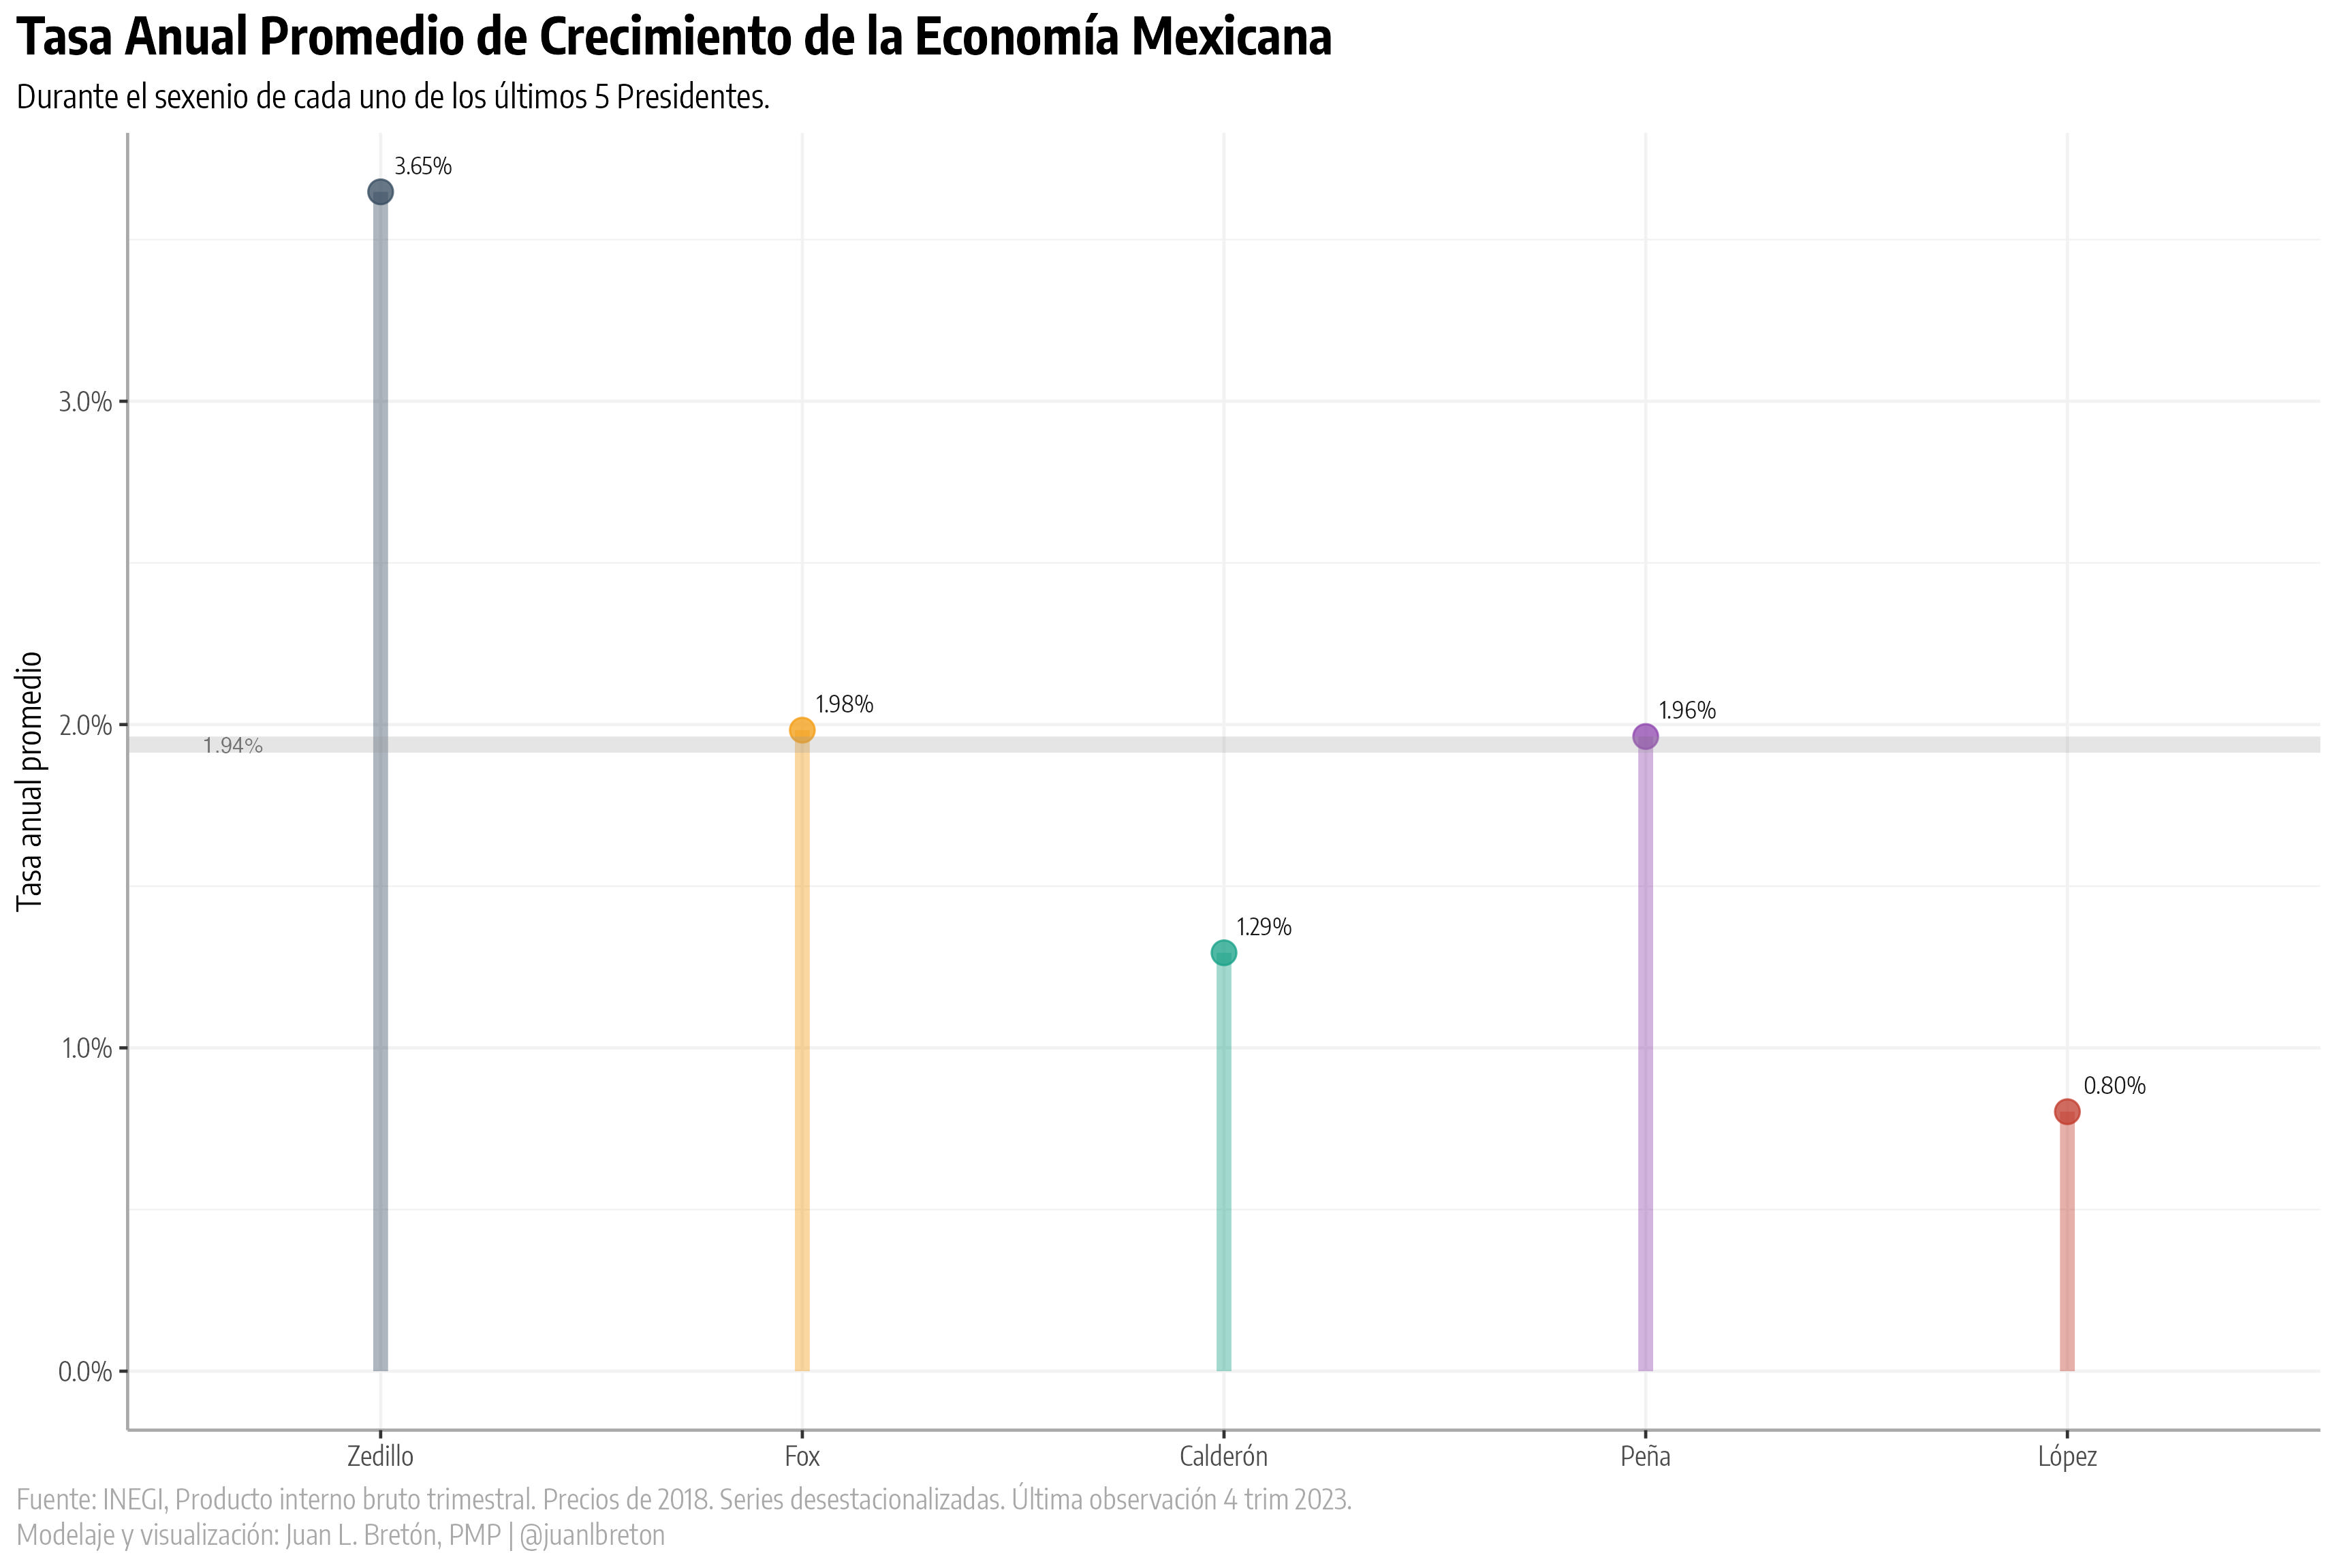 Tasa Anual Promedio de Crecimiento de la Economía Mexicana
Durante el sexenio de cada uno de los últimos 5 Presidentes.
Tasa anual promedio
3.0%
2.0%
1.0%
0.0%
3.65%
1.98%
1.94%
1.96%
1.29%
0.80%
Zedillo
Fox
Calderón
Peña
López
Fuente: INEGI, Producto interno bruto trimestral. Precios de 2018. Series desestacionalizadas. Última observación 4 trim 2023.
Modelaje y visualización: Juan L. Bretón, PMP | @juanlbreton